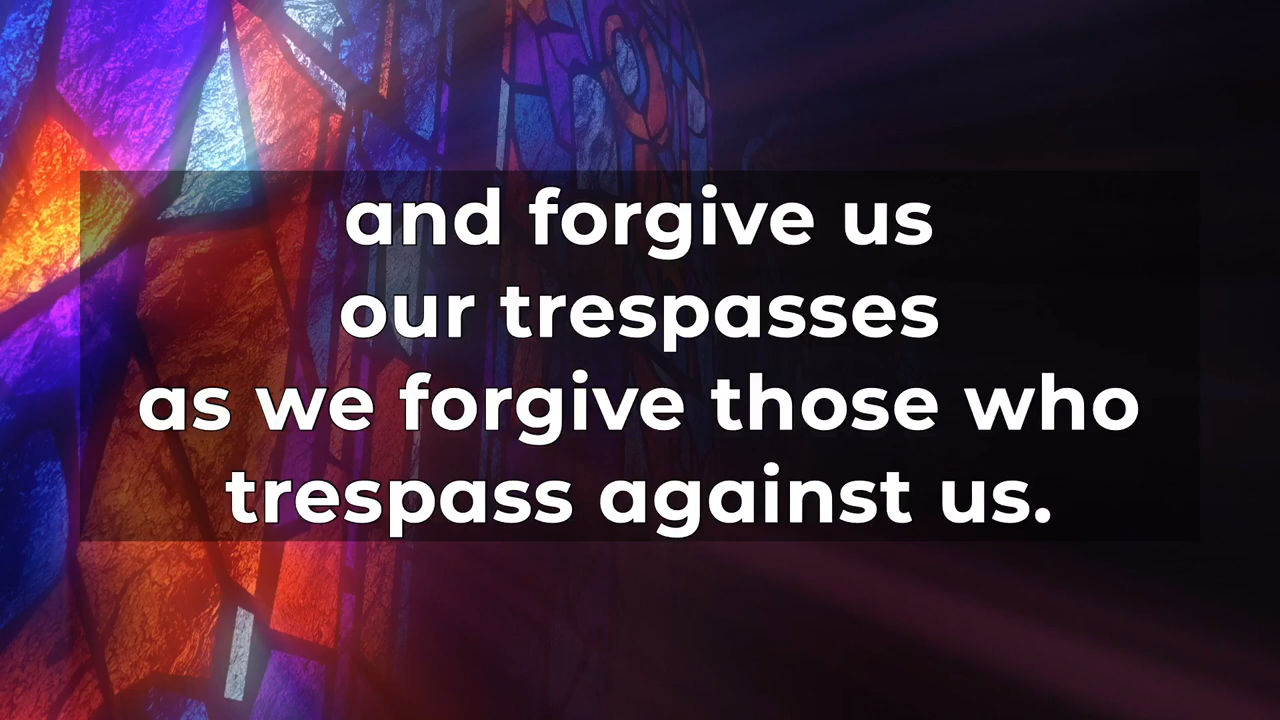 and forgive us
our trespasses
as we forgive those who
trespass against us.